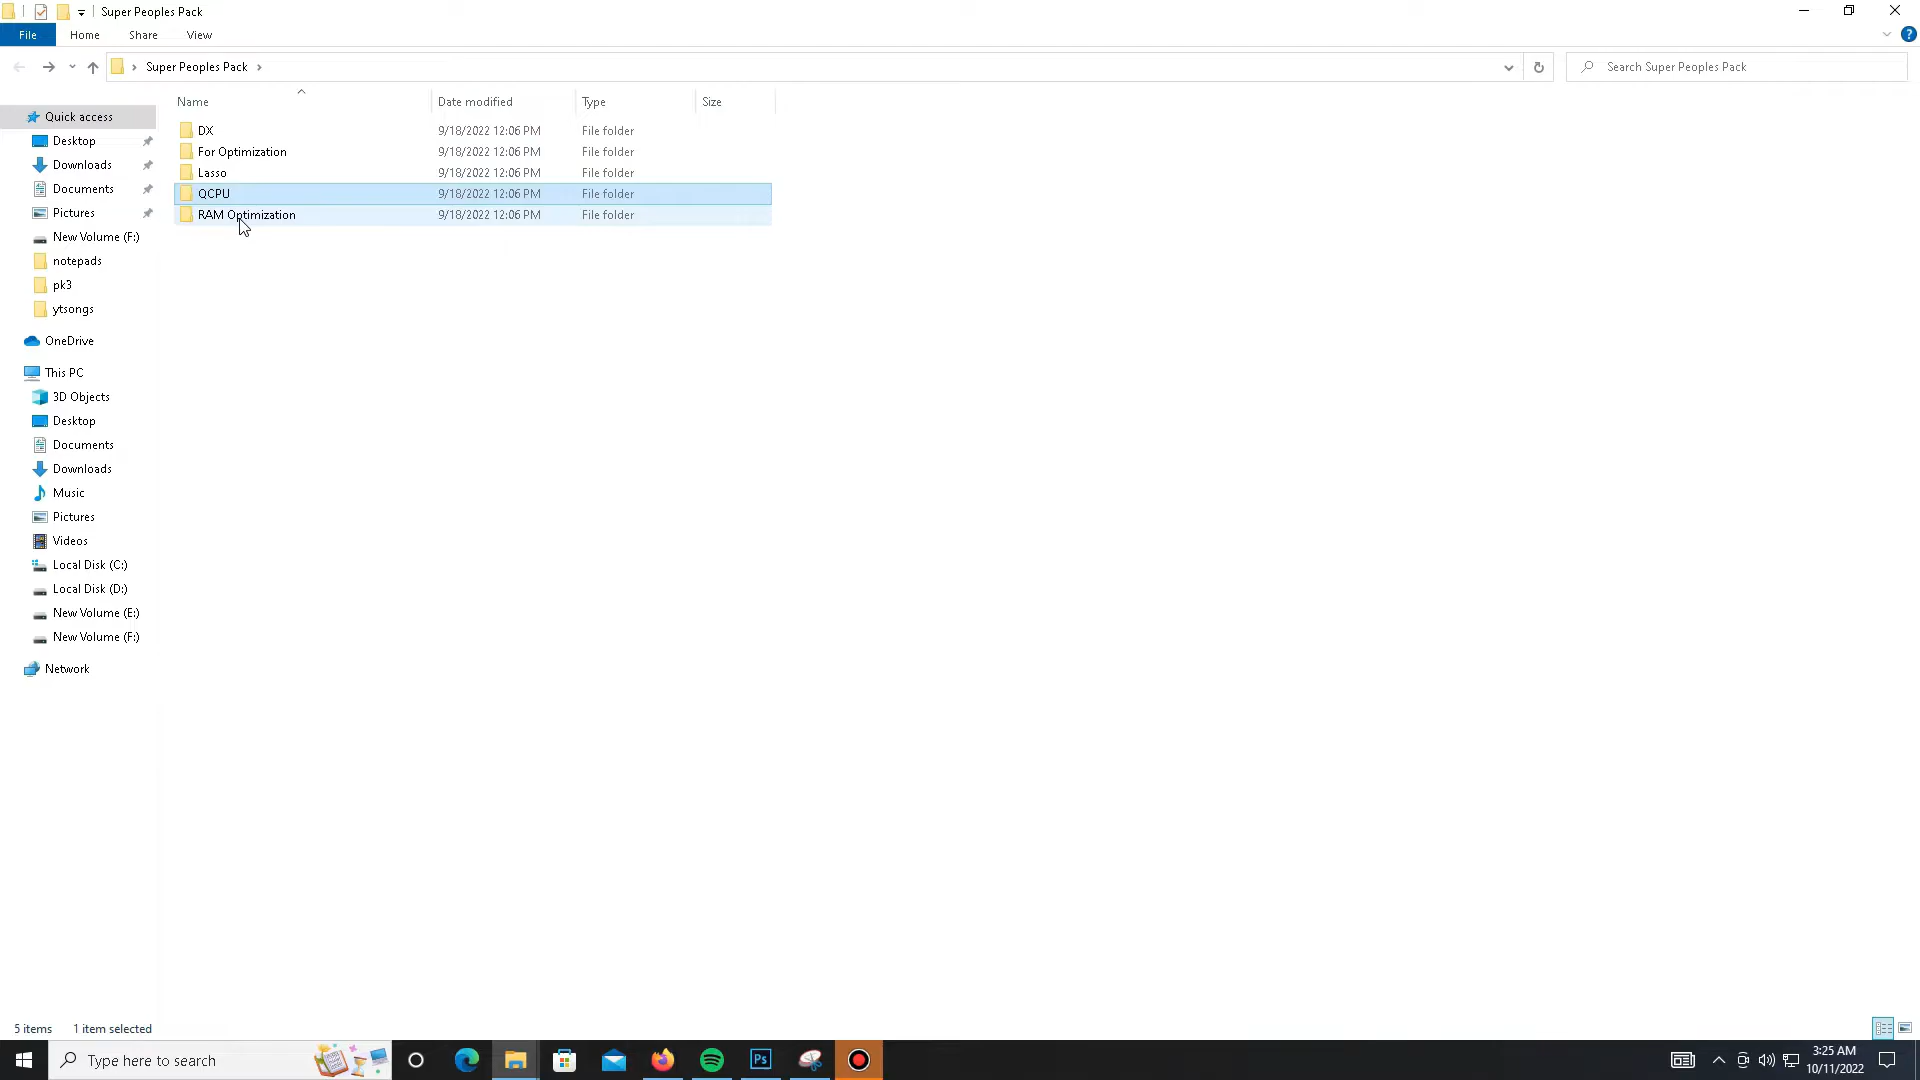 Super Peoples Pack
File Home Share View
Super Peoples Pack
Search Super Peoples Pack
Name Date modified Type Size
Quick access
Desktop
Downloads
Documents
Pictures
New Volume (F:)
notepads
pk3
ytsongs
OneDrive
This PC
3D Objects
Desktop
Documents
Downloads
Music
Pictures
Videos
Local Disk (C:)
Local Disk (D:)
New Volume (E:)
New Volume (F:)
Network
DX 9/18/2022 12:06 PM File folder
For Optimization 9/18/2022 12:06 PM File folder
Lasso 9/18/2022 12:06 PM File folder
QCPU 9/18/2022 12:06 PM File folder
RAM Optimization 9/18/2022 12:06 PM File folder
5 items 1 item selected
Type here to search
Ps
3:25 AM
10/11/2022